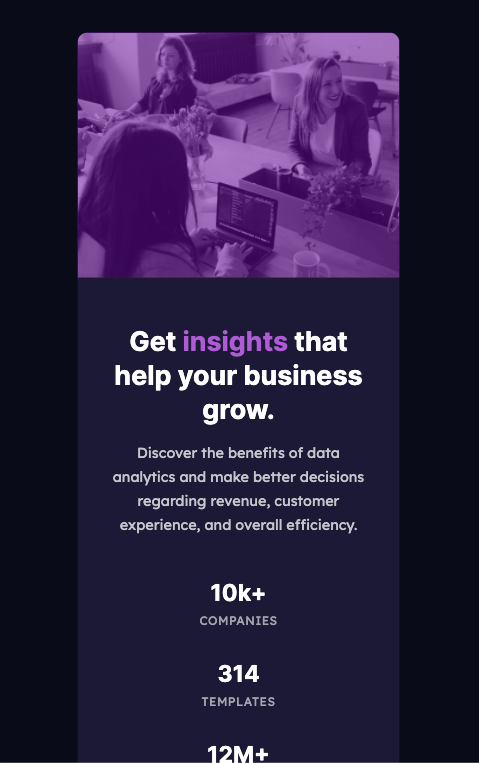 Get insights that
help your business
grow.
Discover the benefits of data
analytics and make better decisions
regarding revenue, customer
experience, and overall efficiency.
10k+
COMPANIES
314
TEMPLATES
12M+